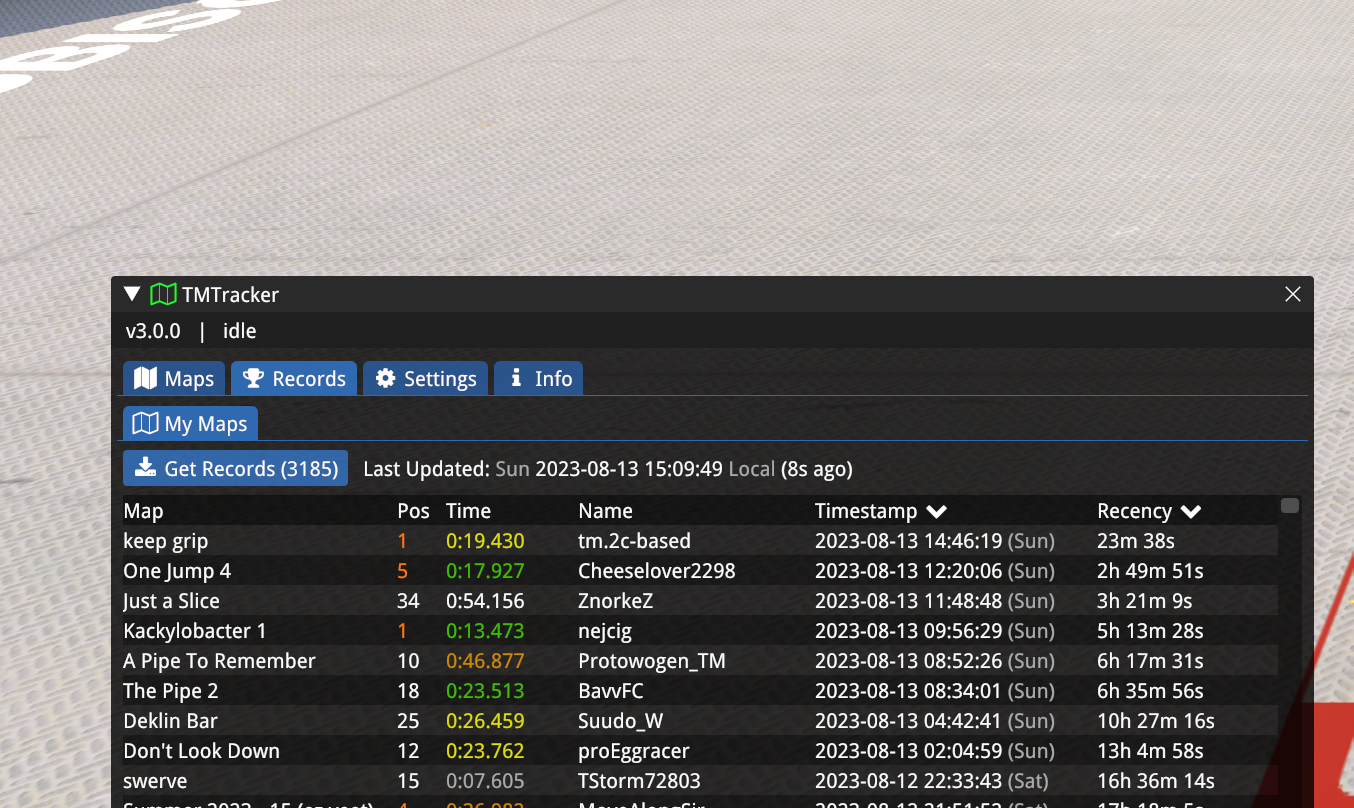 TMTracker
v3.0.0 | idle
Maps Records Settings Info
My Maps
Get Records (3185) Last Updated: Sun 2023-08-13 15:09:49 Local (8s ago)
Map Pos Time Name Timestamp Recency
keep grip 1 0:19.430 tm.2c-based 2023-08-13 14:46:19 (Sun) 23m 38s
One Jump 4 5 0:17.927 Cheeselover2298 2023-08-13 12:20:06 (Sun) 2h 49m 51s
Just a Slice 34 0:54.156 ZnorkeZ 2023-08-13 11:48:48 (Sun) 3h 21m 9s
Kackylobacter 1 1 0:13.473 nejcig 2023-08-13 09:56:29 (Sun) 5h 13m 28s
A Pipe To Remember 10 0:46.877 Protowogen_TM 2023-08-13 08:52:26 (Sun) 6h 17m 31s
The Pipe 2 18 0:23.513 BavvFC 2023-08-13 08:34:01 (Sun) 6h 35m 56s
Deklin Bar 25 0:26.459 Suudo_W 2023-08-13 04:42:41 (Sun) 10h 27m 16s
Don't Look Down 12 0:23.762 proEggracer 2023-08-13 02:04:59 (Sun) 13h 4m 58s
swerve 15 0:07.605 TStorm72803 2023-08-12 22:33:43 (Sat) 16h 36m 14s